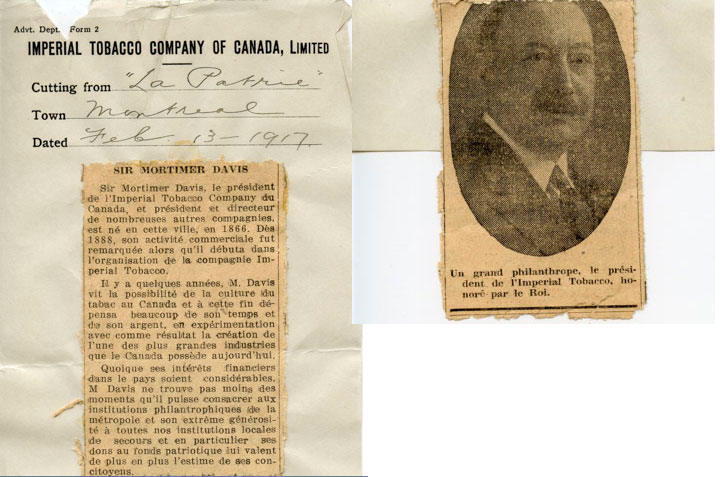 Advt. Dept. Form 2
IMPERIAL TOBACCO COMPANY OF CANADA, LIMITED
Cutting from "La Patrie"
Town Montreal
Dated Feb. 13 - 1917.
SIR MORTIMER DAVIS
Sir Mortimer Davis, le président
de l'Imperial Tobacco Company du
Canada, et président et directeur
de nombreuses autres compagnies,
est né en cette ville, en 1866. Dès
1888, son activité commerciale fut
remarquée alors qu'il débuta dans
l'organisation de la compagnie Im-
perial Tobacco.
Il y a quelques années, M. Davis
vit la possibilité de la culture du
tabac au Canada et à cette fin dé-
pensa beaucoup de son temps et
de son argent, en expérimentation
avec comme résultat la création de
l'une des plus grandes industries
que le Canada possède aujourd'hui.
Quoique ses intérêts financiers
dans le pays soient considérables,
M Davis ne trouve pas moins des
moments qu'il puisse consacrer aux
institutions philantrophiques de la
métropole et son extrême générosi-
té à toutes nos institutions locales
de secours et en particulier ses
dons au fonds patriotique lui valent
de plus en plus l'estime de ses con-
citoyens.
Un grand philanthrope, le prési-
dent de l'Imperial Tobacco, ho-
noré par le Roi.